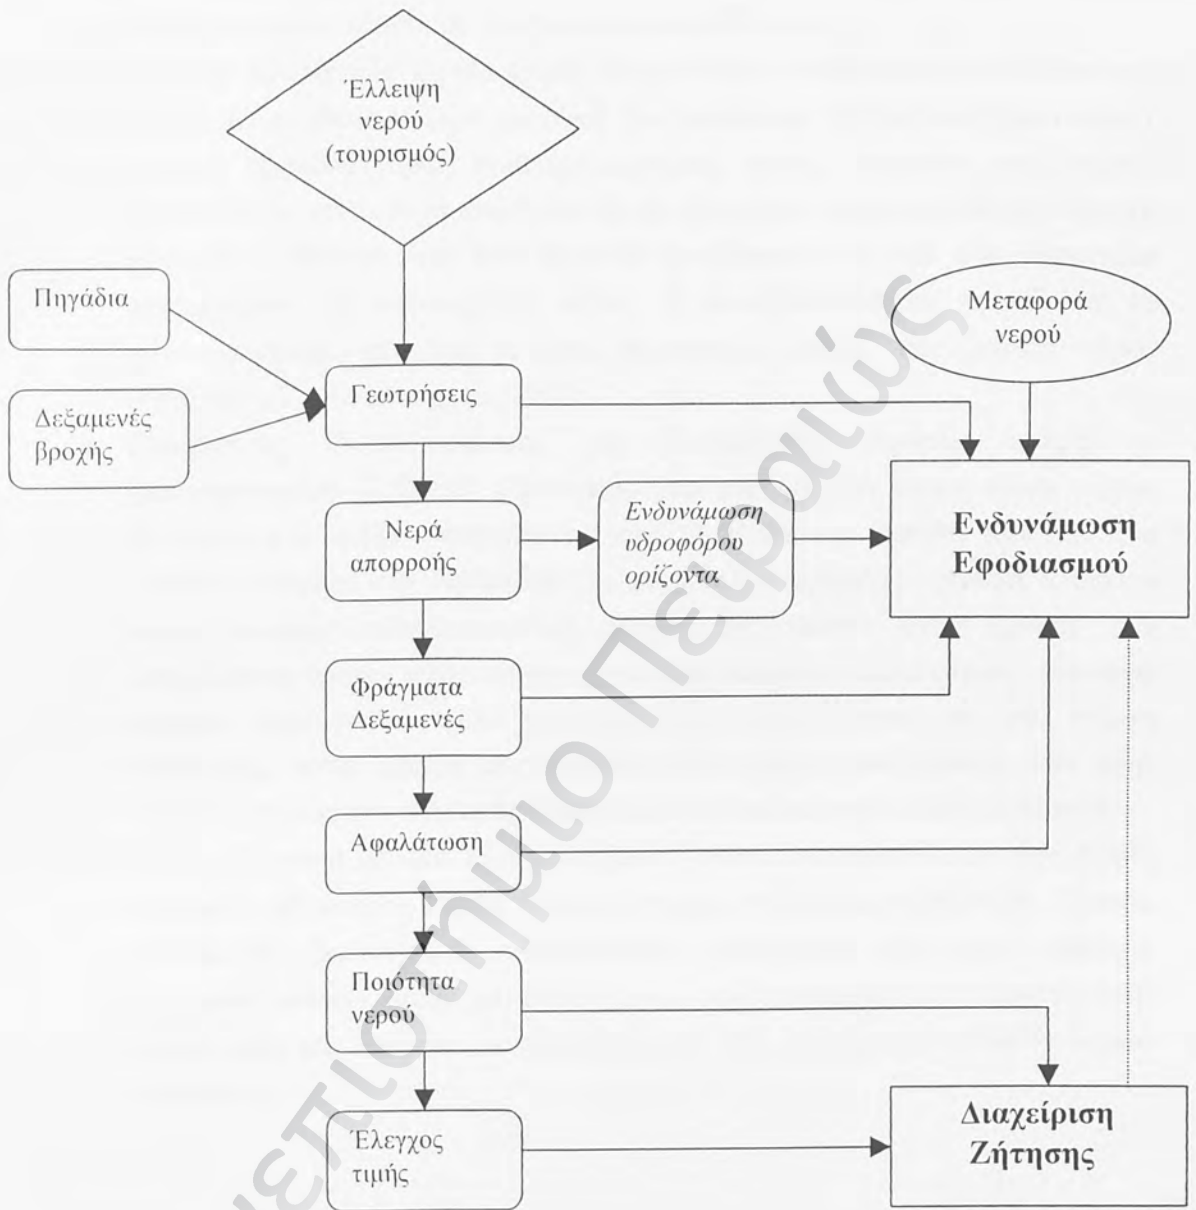 Έλλειψη
νερού
(τουρισμός)
Πηγάδια
Μεταφορά
νερού
Γεωτρήσεις
Δεξαμενές
βροχής
Νερά
απορροής
Ενδυνάμωση
υδροφόρου
ορίζοντα
Ενδυνάμωση
Εφοδιασμού
Φράγματα
Δεξαμενές
Αφαλάτωση
Ποιότητα
νερού
Έλεγχος
τιμής
Διαχείριση
Ζήτησης
Πειραιώς